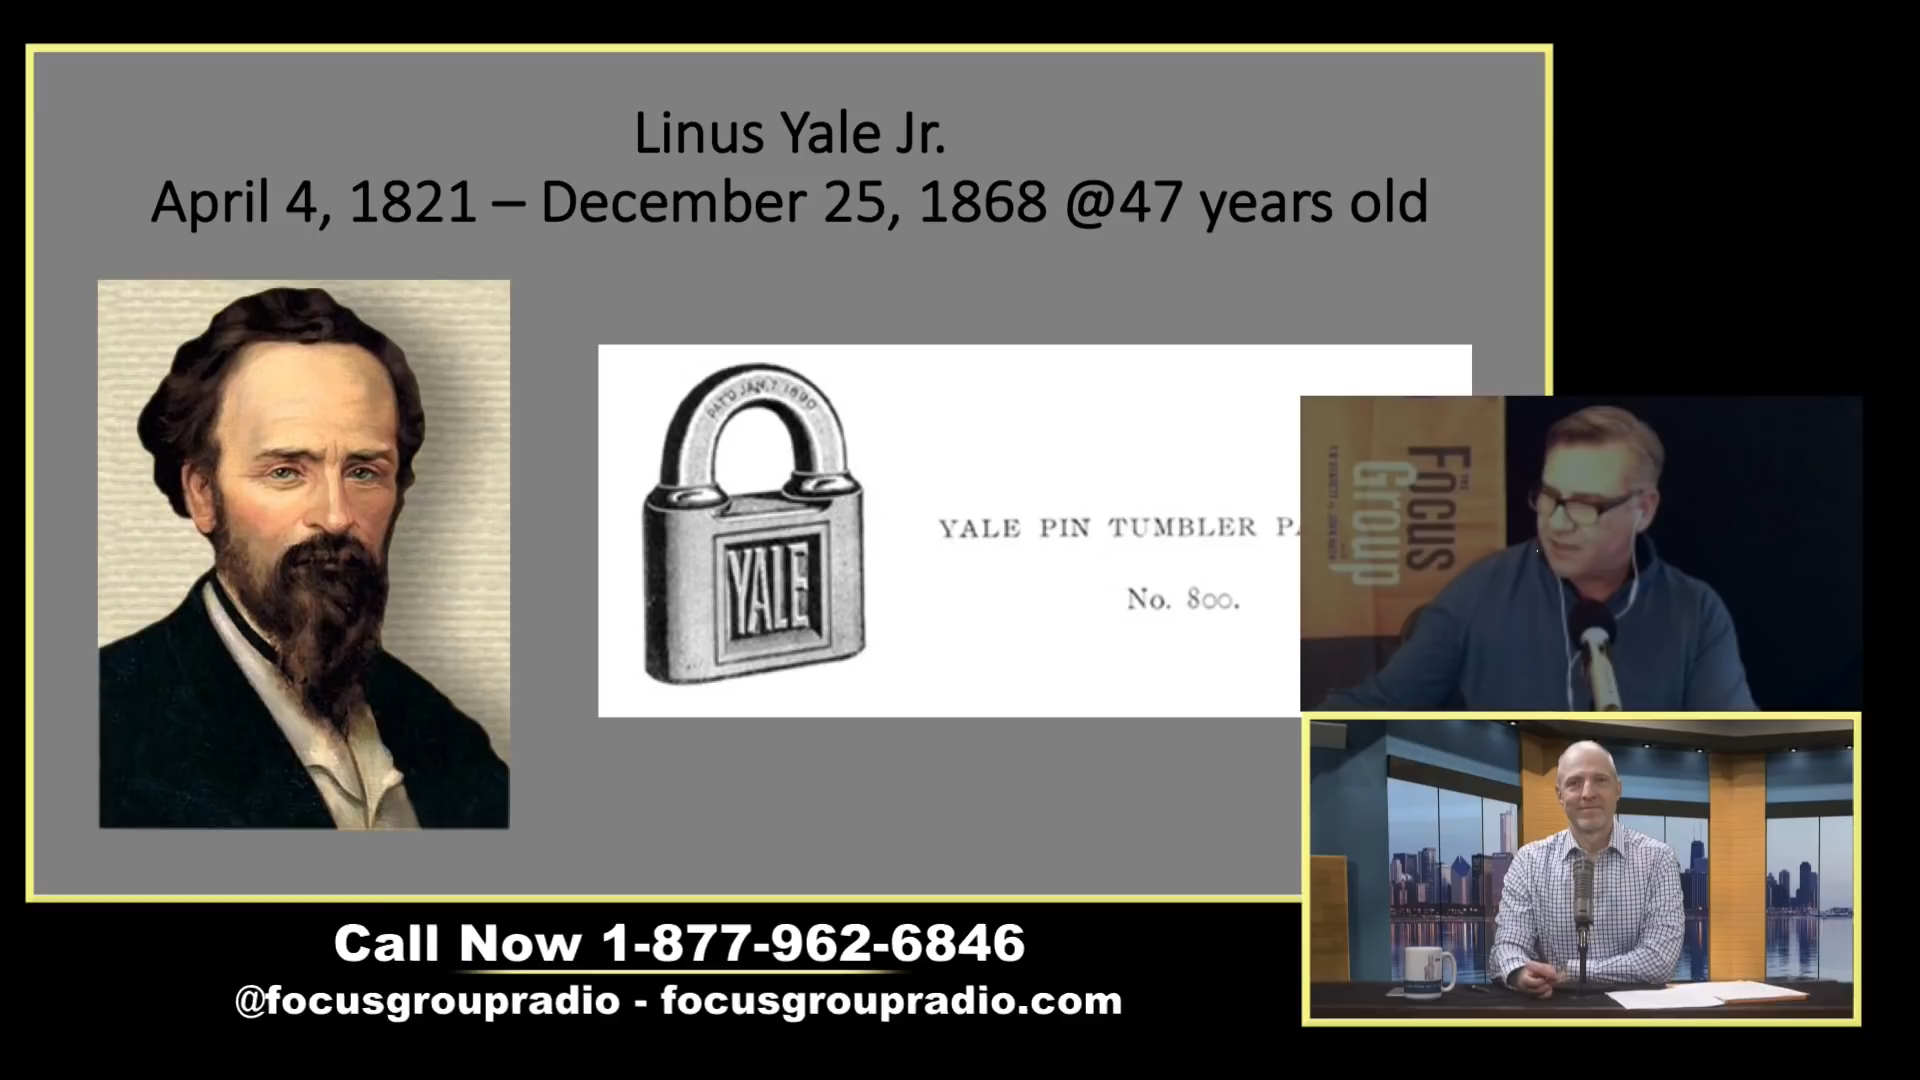 Linus Yale Jr.
April 4, 1821 – December 25, 1868 @47 years old
PAT'D JAN. 7. 1890
YALE
YALE PIN TUMBLER PA
No. 800.
THE
Focus
Group
Call Now 1-877-962-6846
@focusgroupradio - focusgroupradio.com